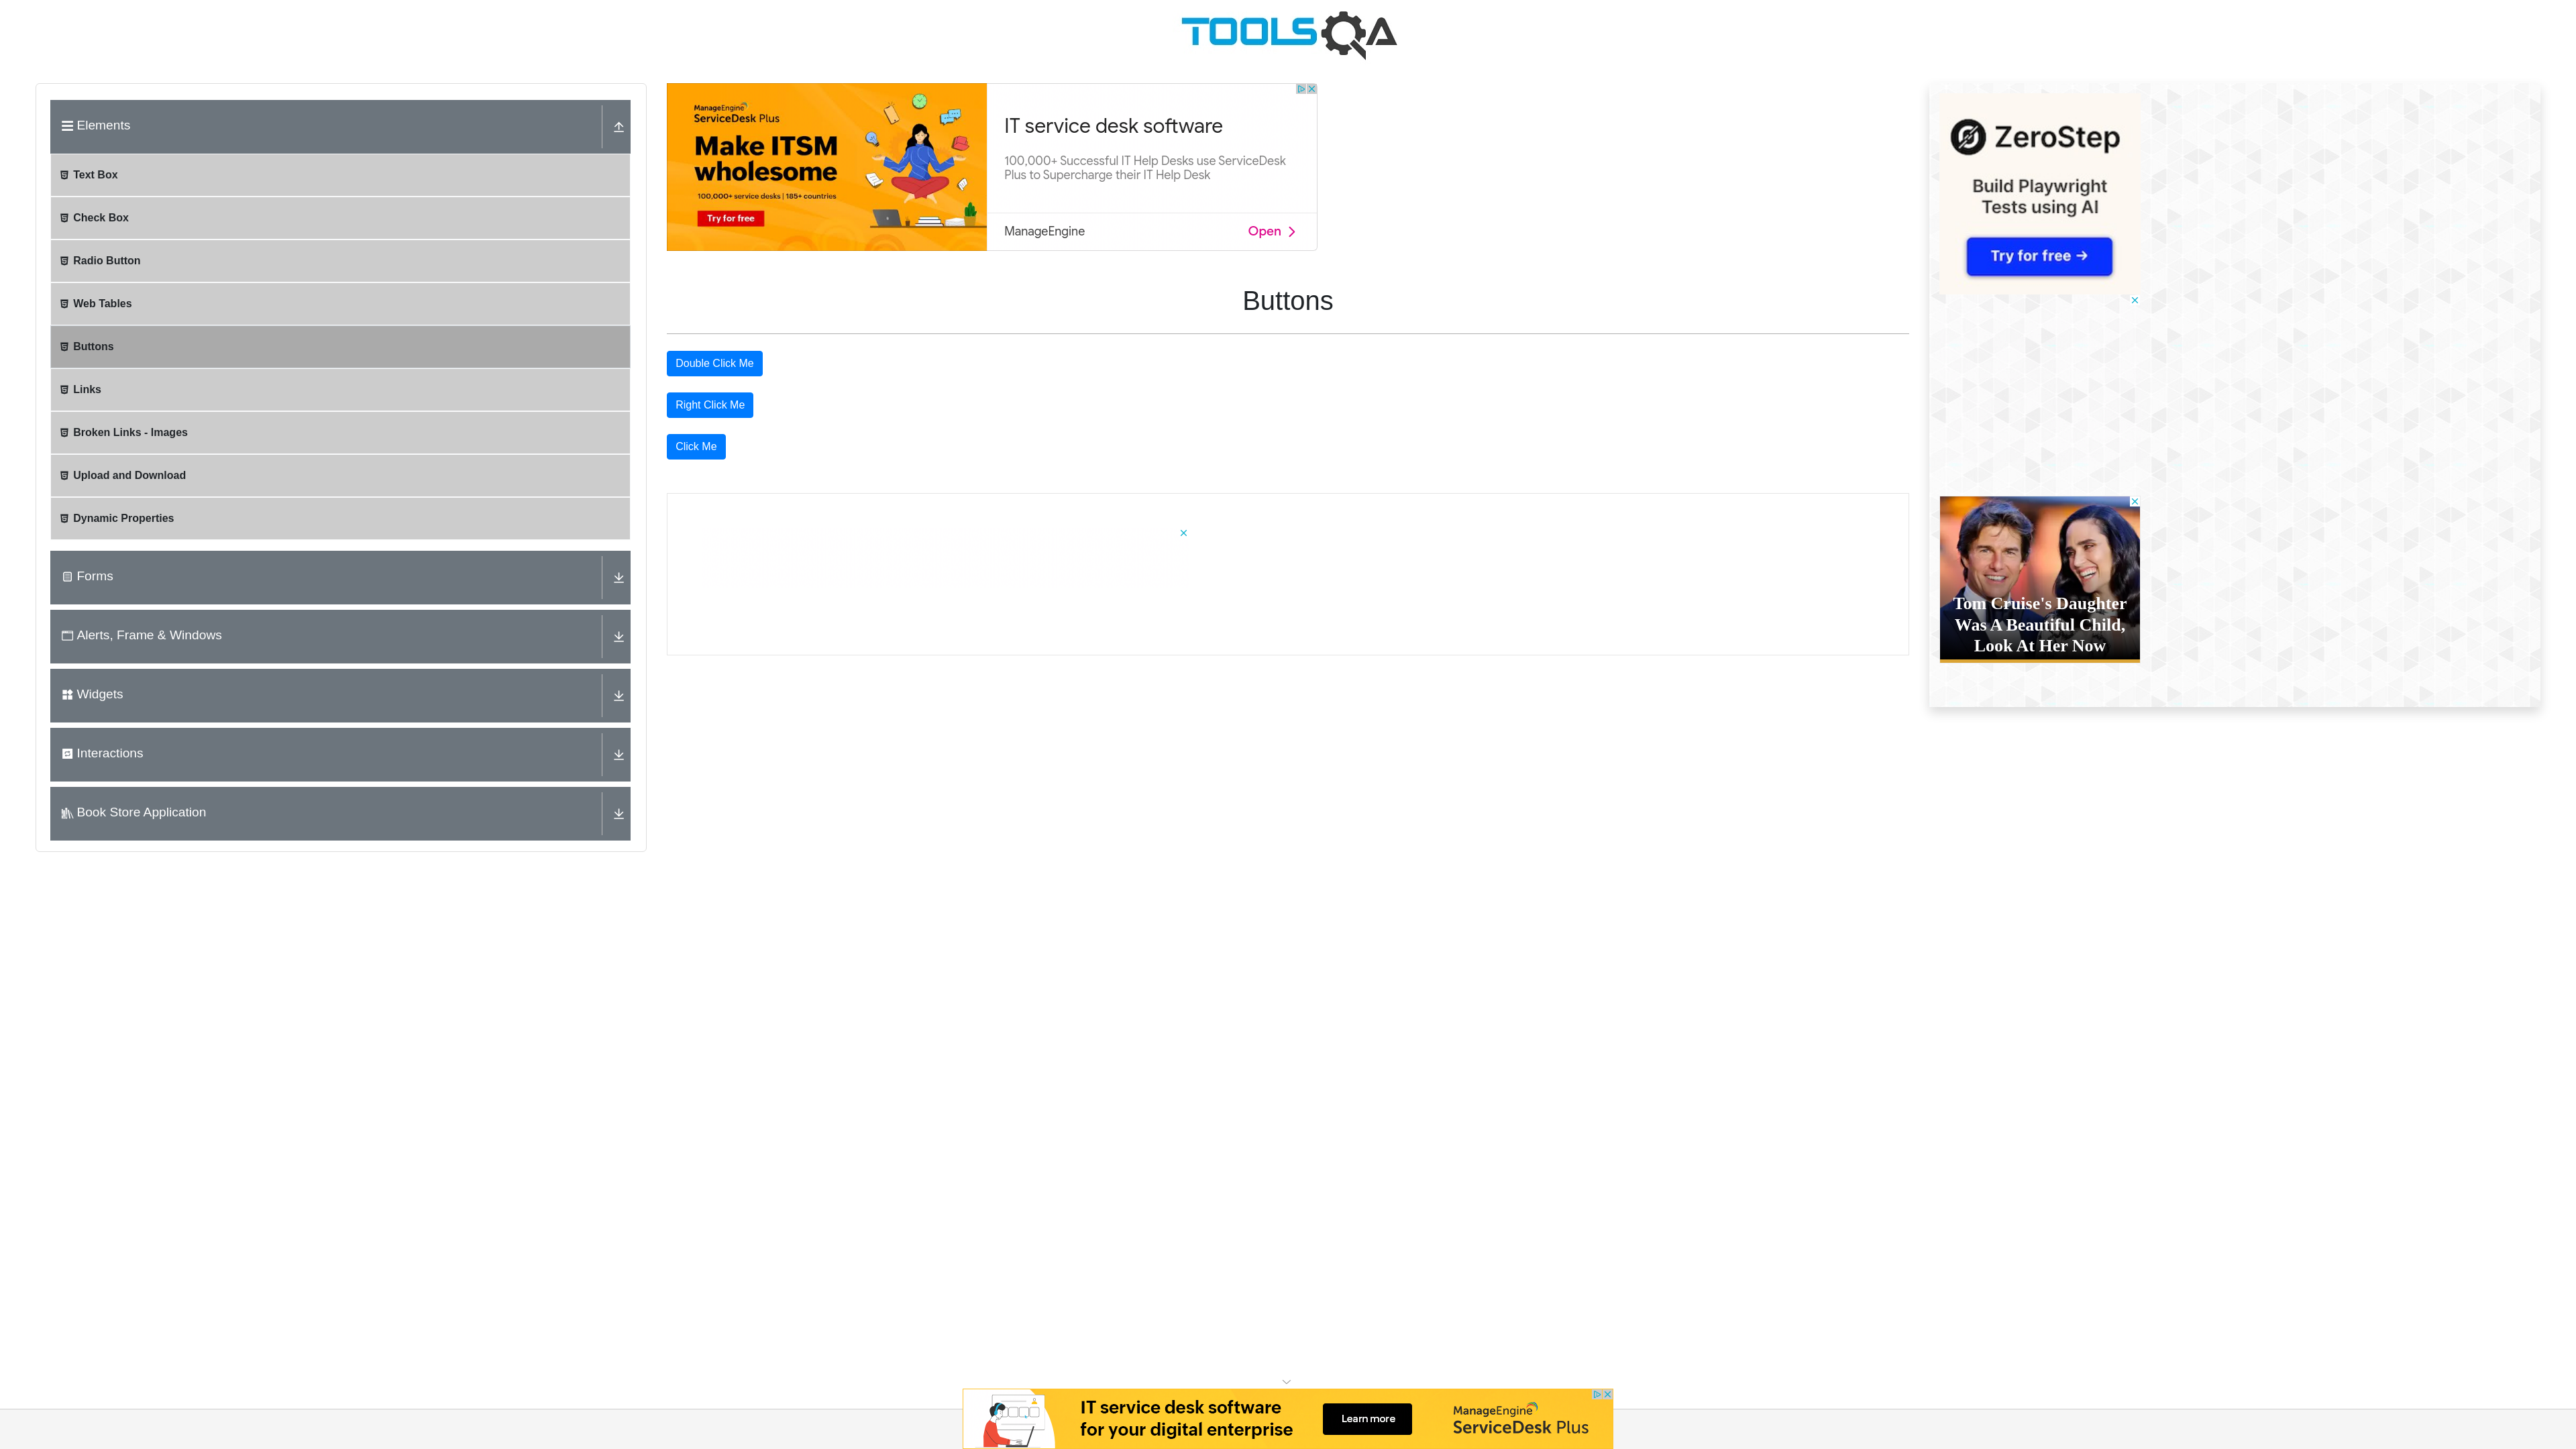 TOOLSQA
Elements
Text Box
Check Box
Radio Button
Web Tables
Buttons
Links
Broken Links - Images
Upload and Download
Dynamic Properties
Forms
Alerts, Frame & Windows
Widgets
Interactions
Book Store Application
ManageEngine
ServiceDesk Plus
Make ITSM
wholesome
100,000+ service desks | 185+ countries
Try for free
IT service desk software
100,000+ Successful IT Help Desks use ServiceDesk
Plus to Supercharge their IT Help Desk
ManageEngine
Open
Buttons
Double Click Me
Right Click Me
Click Me
ZeroStep
Build Playwright
Tests using AI
Try for free →
Tom Cruise's Daughter
Was A Beautiful Child,
Look At Her Now
IT service desk software
for your digital enterprise
Learn more
ManageEngine
ServiceDesk Plus